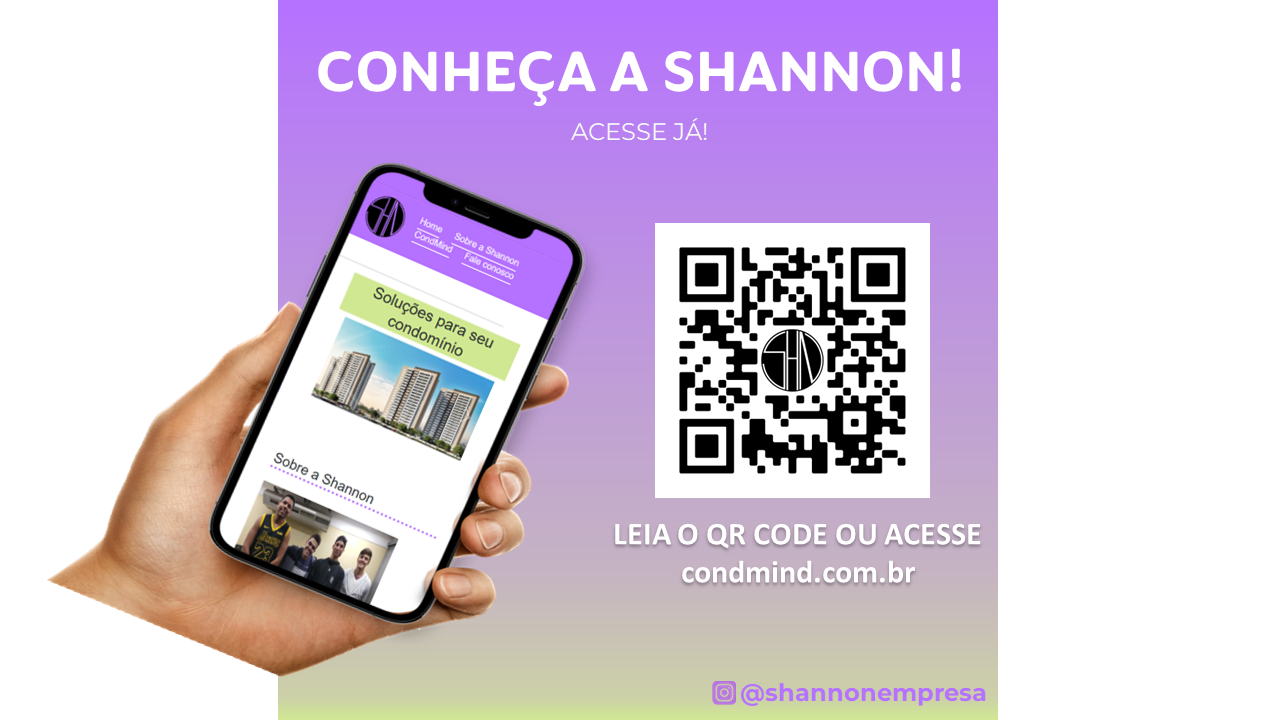 CONHEÇA A SHANNON!
ACESSE JÁ!
Home
Sobre a Shannon
CondMind
Fale conosco
Soluções para seu
condomínio
Sobre a Shannon
23
LEIA O QR CODE OU ACESSE
condmind.com.br
@shannonempresa